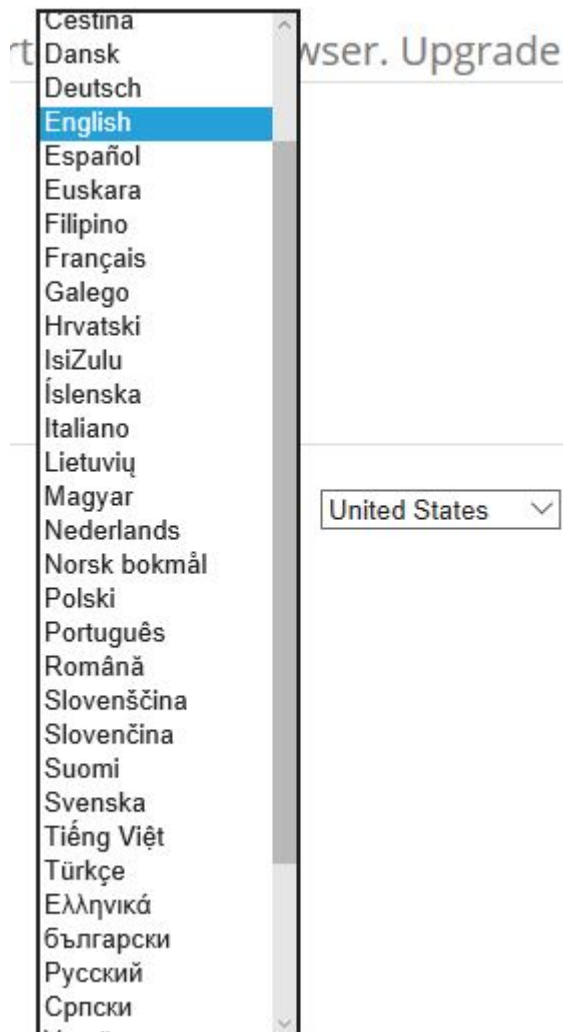 Čeština
rt
wser. Upgrade
Dansk
Deutsch
English
Español
Euskara
Filipino
Français
Galego
Hrvatski
IsiZulu
Íslenska
Italiano
Lietuvių
Magyar
United States
Nederlands
Norsk bokmål
Polski
Português
Română
Slovenščina
Slovenčina
Suomi
Svenska
Tiếng Việt
Türkçe
Ελληνικά
български
Русский
Српски